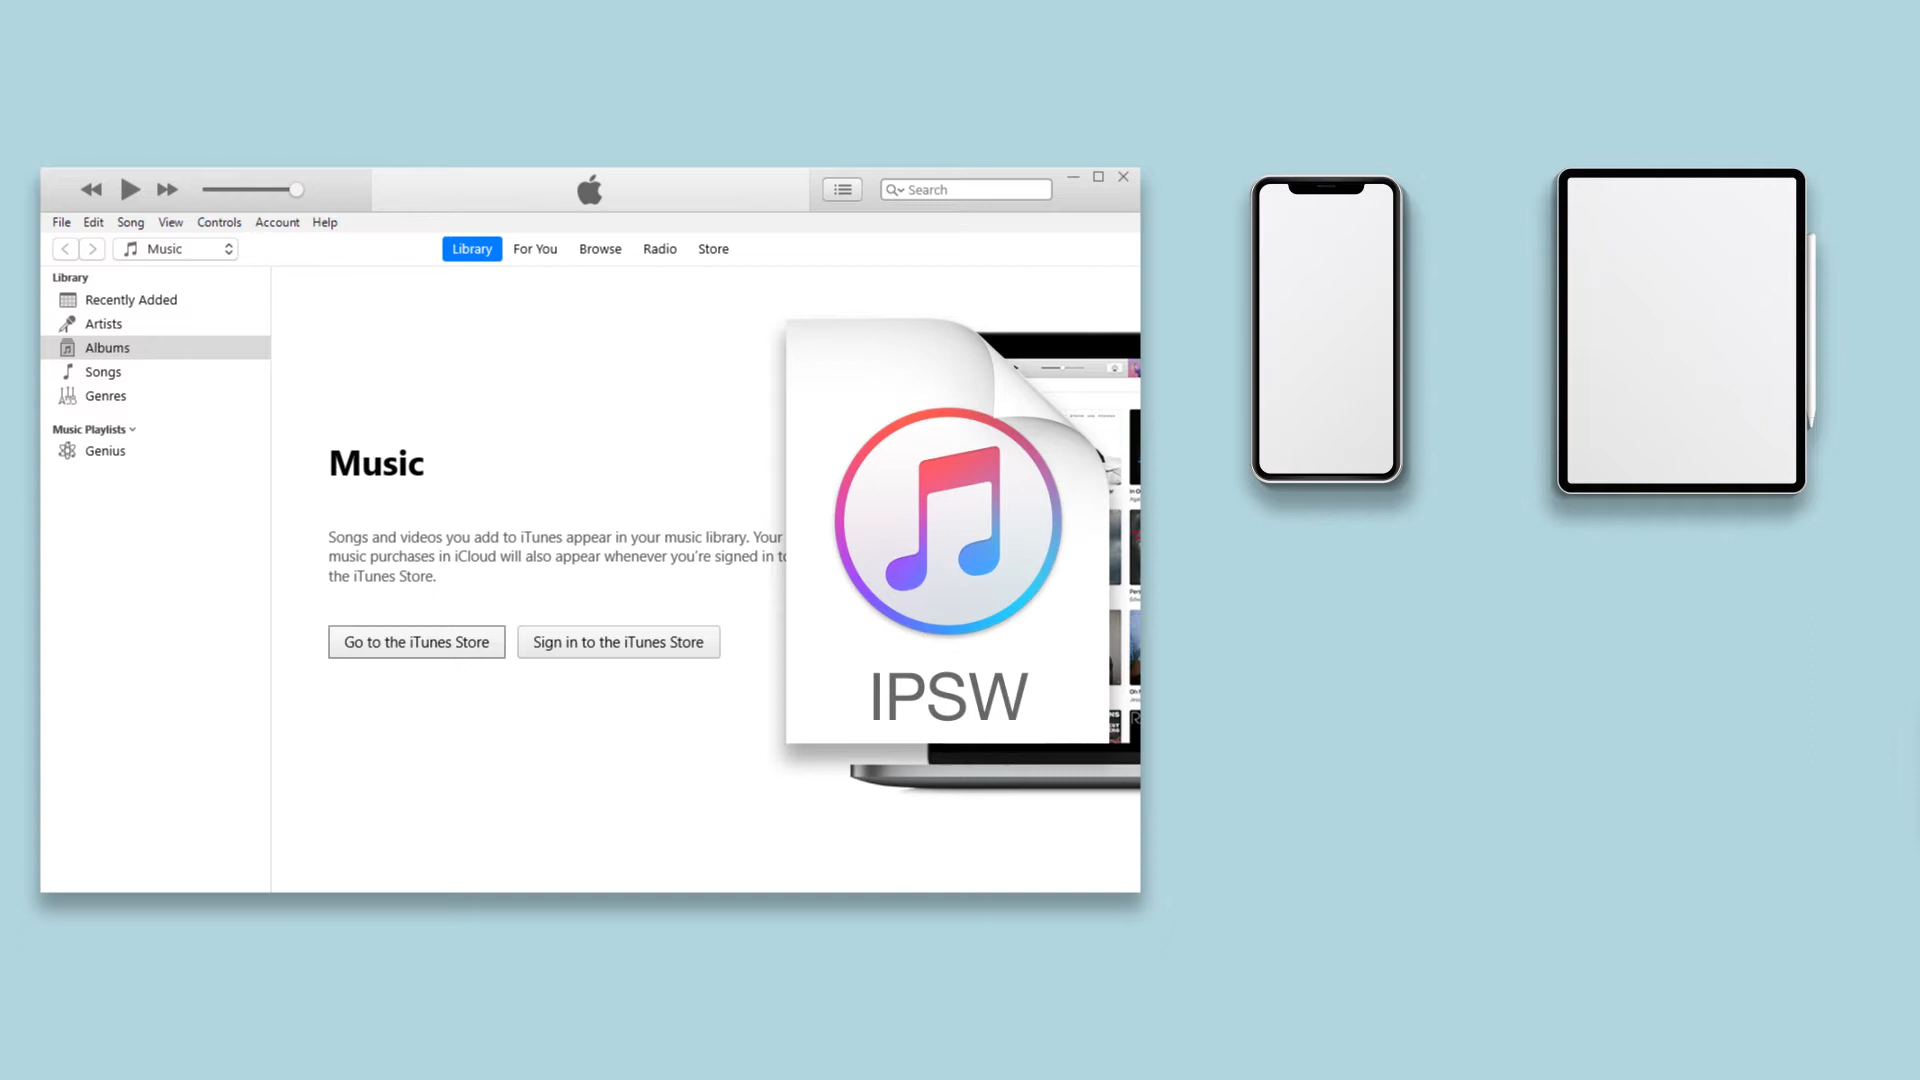 Search
File Edit Song View Controls Account Help
Music
Library For You Browse Radio Store
Library
Recently Added
Artists
Albums
Songs
Genres
Music Playlists
Genius
Music
Songs and videos you add to iTunes appear in your music library. Your
music purchases in iCloud will also appear whenever you're signed in to
the iTunes Store.
Go to the iTunes Store Sign in to the iTunes Store
IPSW